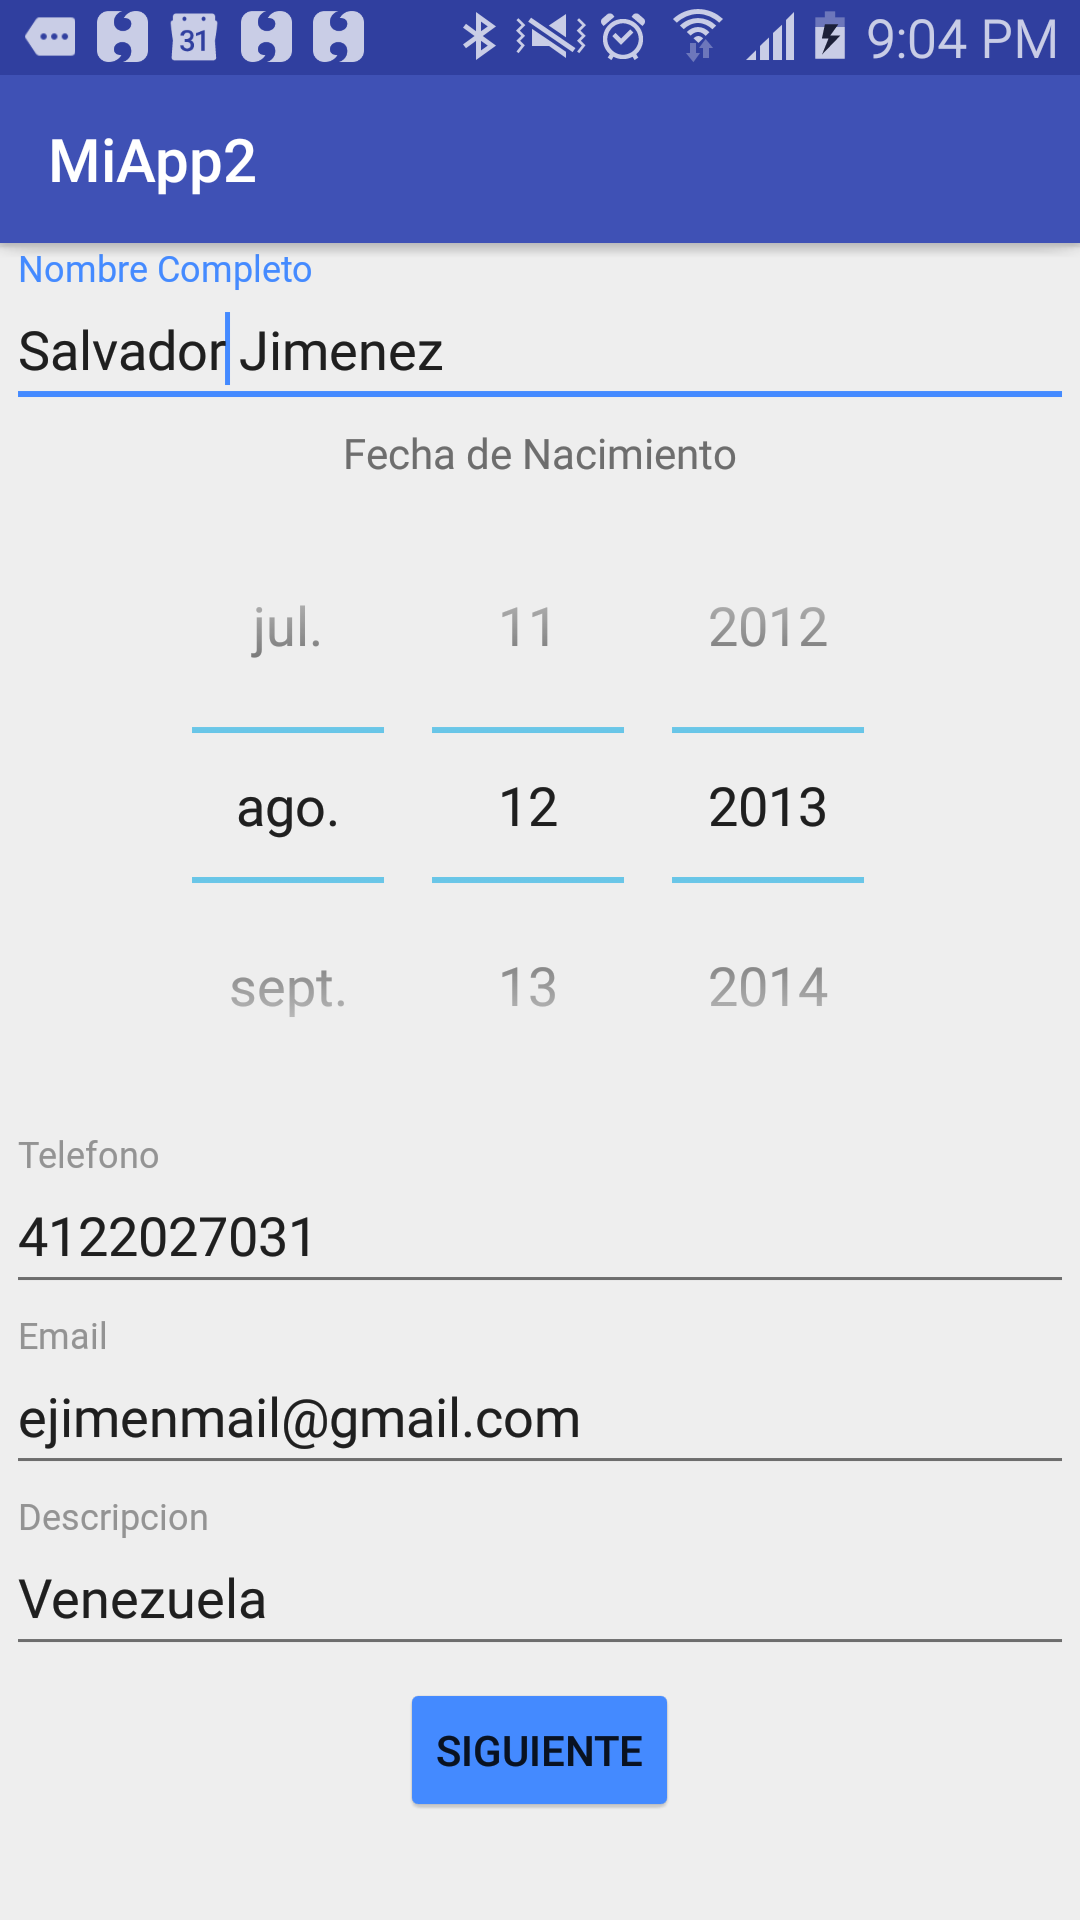 31 9:04 PM
MiApp2
Nombre Completo
Salvador Jimenez
Fecha de Nacimiento
jul. 11 2012
ago. 12 2013
sept. 13 2014
Telefono
4122027031
Email
ejimenmail@gmail.com
Descripcion
Venezuela
SIGUIENTE